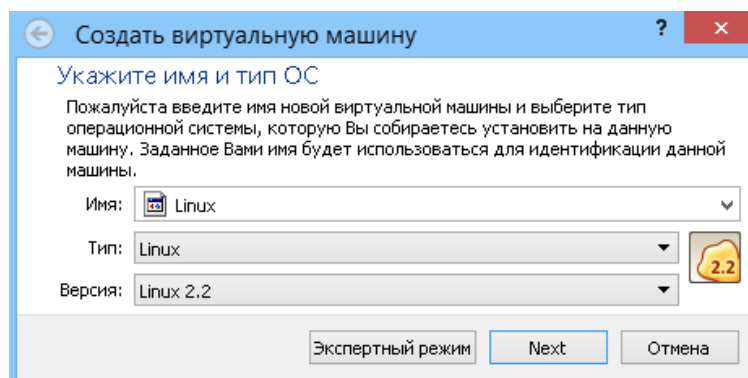 Создать виртуальную машину ? ×
Укажите имя и тип ОС
Пожалуйста введите имя новой виртуальной машины и выберите тип
операционной системы, которую Вы собираетесь установить на данную
машину. Заданное Вами имя будет использоваться для идентификации данной
машины.
Имя: Linux
Тип: Linux
2.2
Версия: Linux 2.2
Экспертный режим Next Отмена